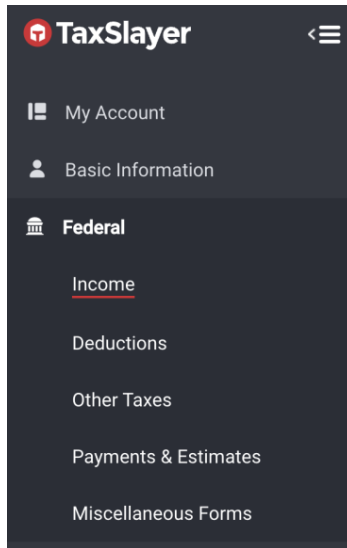 TaxSlayer
My Account
Basic Information
Federal
Income
Deductions
Other Taxes
Payments & Estimates
Miscellaneous Forms